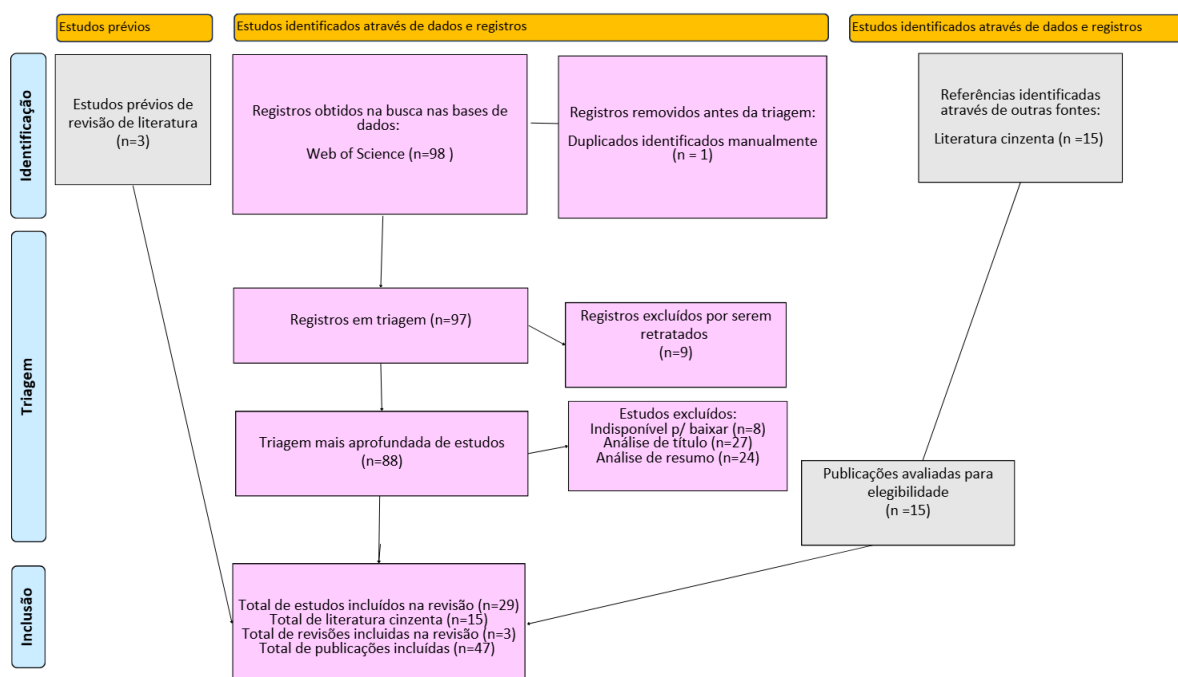 Estudos prévios
Estudos identificados através de dados e registros
Estudos identificados através de dados e registros
Identificação
Estudos prévios de
revisão de literatura
(n=3)
Registros obtidos na busca nas bases de
dados:
Web of Science (n=98 )
Registros removidos antes da triagem:
Duplicados identificados manualmente
(n = 1)
Referências identificadas
através de outras fontes:
Literatura cinzenta (n =15)
Triagem
Registros em triagem (n=97)
Registros excluídos por serem
retratados
(n=9)
Triagem mais aprofundada de estudos
(n=88)
Estudos excluídos:
Indisponível p/ baixar (n=8)
Análise de título (n=27)
Análise de resumo (n=24)
Publicações avaliadas para
elegibilidade
(n =15)
Inclusão
Total de estudos incluídos na revisão (n=29)
Total de literatura cinzenta (n=15)
Total de revisões incluidas na revisão (n=3)
Total de publicações incluídas (n=47)